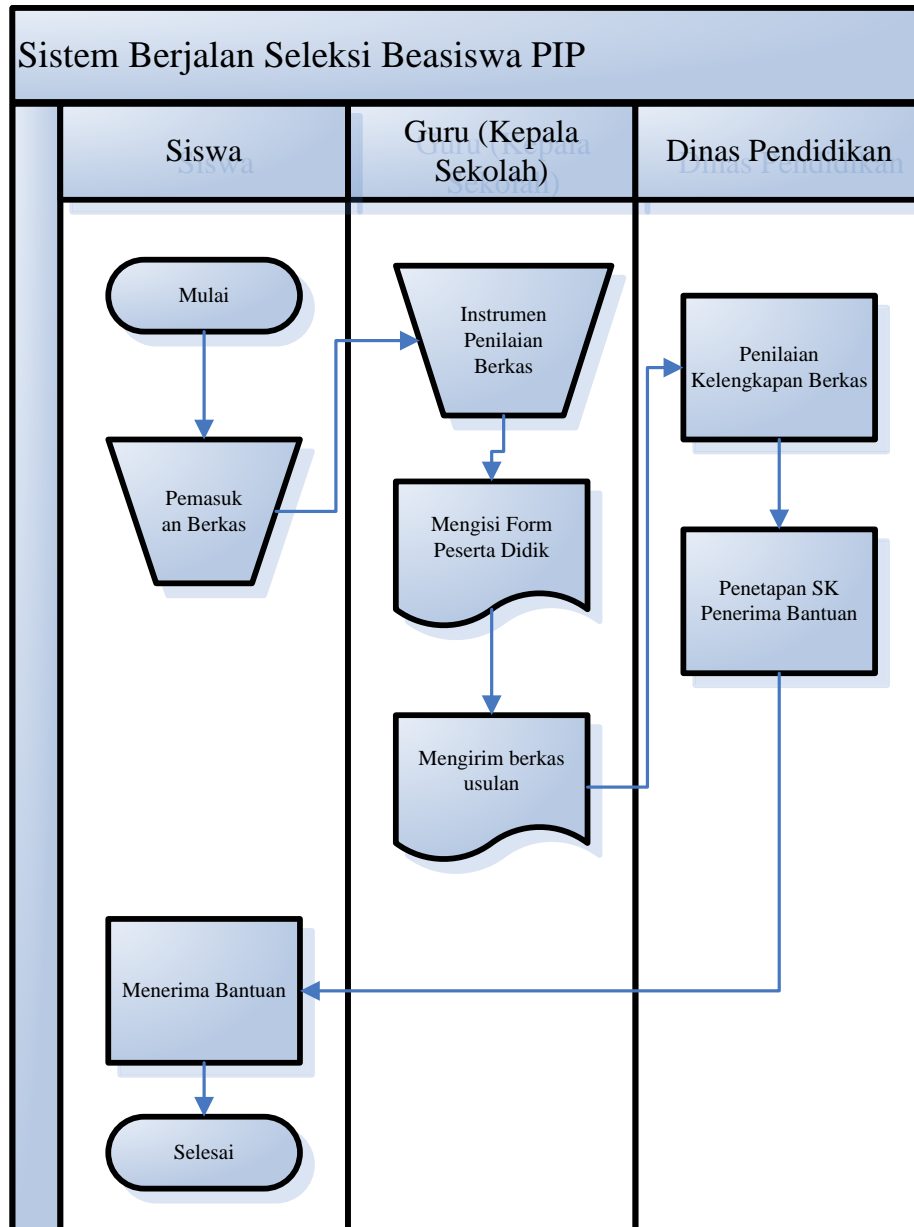 Sistem Berjalan Seleksi Beasiswa PIP
Siswa
Guru (Kepala
Sekolah)
Dinas Pendidikan
Mulai
Pemasuk
an Berkas
Instrumen
Penilaian
Berkas
Mengisi Form
Peserta Didik
Mengirim berkas
usulan
Penilaian
Kelengkapan Berkas
Penetapan SK
Penerima Bantuan
Menerima Bantuan
Selesai